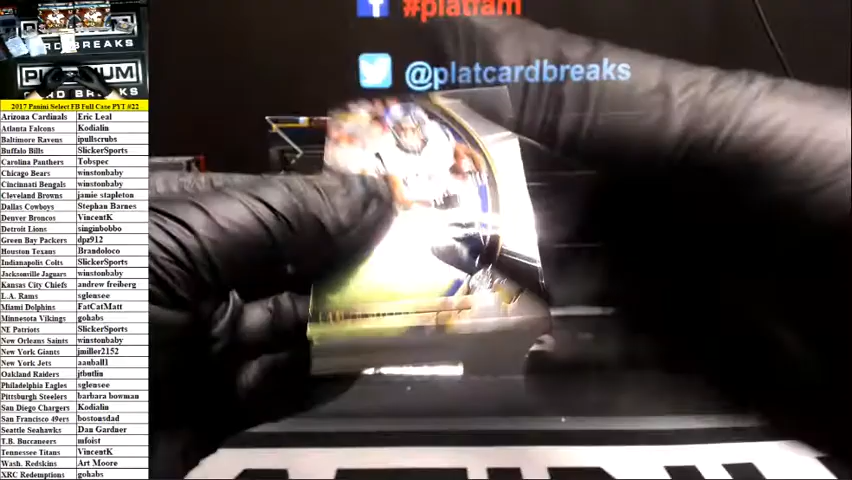 #platfam
@platcardbreaks
CARD BREAKS
PLATINUM
CARD BREAKS
2017 Panini Select FB Full Case PYT #22
Arizona Cardinals Eric Leal
Atlanta Falcons Kodialin
Baltimore Ravens ipullscrubs
Buffalo Bills SlickerSports
Carolina Panthers Tobspec
Chicago Bears winstonbaby
Cincinnati Bengals winstonbaby
Cleveland Browns jamie stapleton
Dallas Cowboys Stephan Barnes
Denver Broncos VincentK
Detroit Lions singinbobbo
Green Bay Packers dpz912
Houston Texans Brandoloco
Indianapolis Colts SlickerSports
Jacksonville Jaguars winstonbaby
Kansas City Chiefs andrew freiberg
L.A. Rams sglensee
Miami Dolphins FatCatMatt
Minnesota Vikings gohabs
NE Patriots SlickerSports
New Orleans Saints winstonbaby
New York Giants jmiller2152
New York Jets aauball1
Oakland Raiders jtbutlin
Philadelphia Eagles sglensee
Pittsburgh Steelers barbara bowman
San Diego Chargers Kodialin
San Francisco 49ers bostonsdad
Seattle Seahawks Dan Gardner
T.B. Buccaneers mfoist
Tennessee Titans VincentK
Wash. Redskins Art Moore
XRC Redemptions gohabs